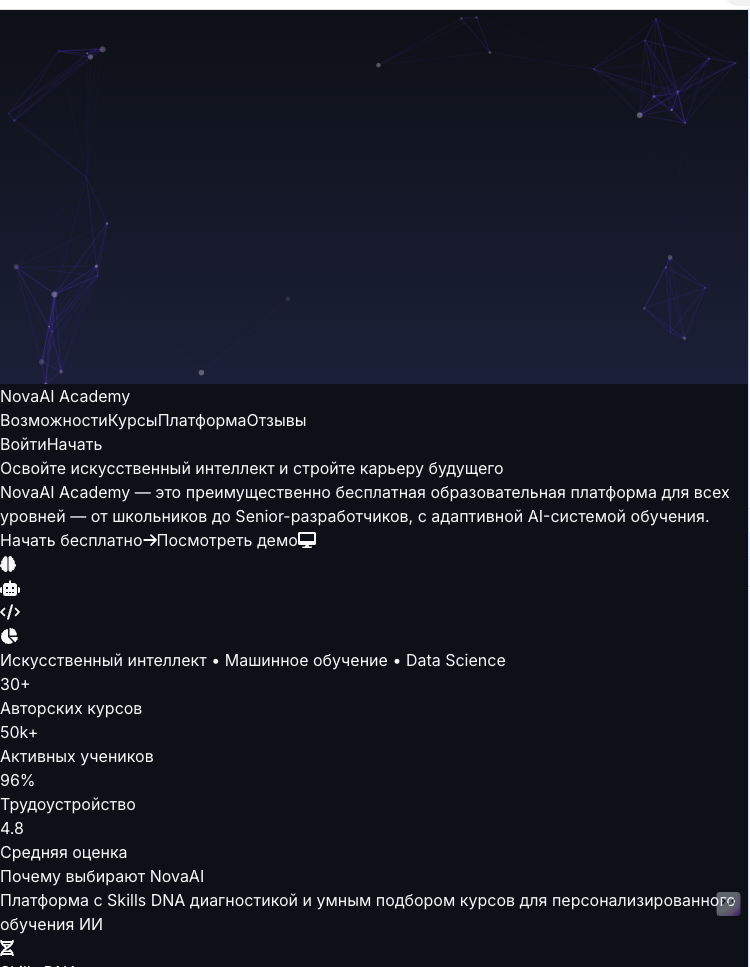 NovaAI Academy
ВозможностиКурсыПлатформаОтзывы
ВойтиНачать
Освойте искусственный интеллект и стройте карьеру будущего
NovaAI Academy — это преимущественно бесплатная образовательная платформа для всех
уровней — от школьников до Senior-разработчиков, с адаптивной AI-системой обучения.
Начать бесплатно→Посмотреть демо
Искусственный интеллект • Машинное обучение • Data Science
30+
Авторских курсов
50k+
Активных учеников
96%
Трудоустройство
4.8
Средняя оценка
Почему выбирают NovaAI
Платформа с Skills DNA диагностикой и умным подбором курсов для персонализированного
обучения ИИ